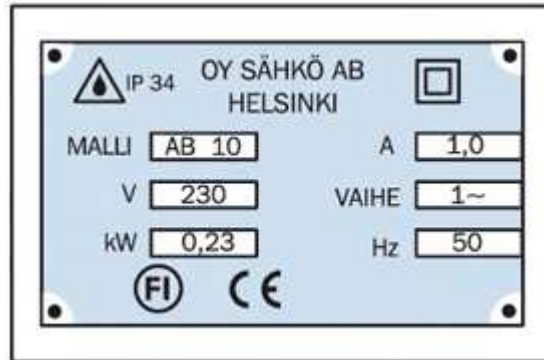 IP 34 OY SÄHKÖ AB
HELSINKI
MALLI AB 10 A 1,0
V 230 VAIHE 1~
kW 0,23 Hz 50
FI CE